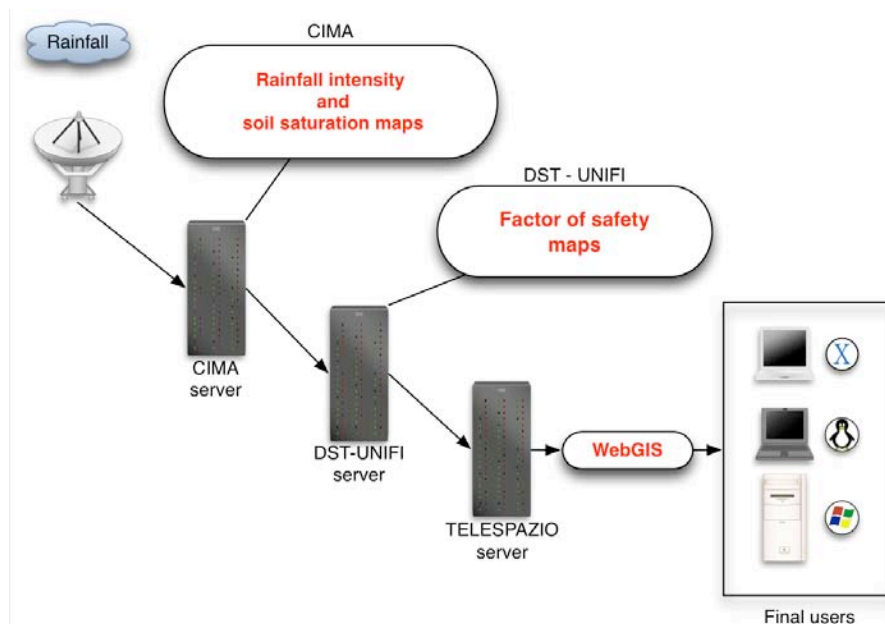 Rainfall
CIMA
Rainfall intensity
and
soil saturation maps
DST - UNIFI
Factor of safety
maps
CIMA
server
DST-UNIFI
server
TELESPAZIO
server
WebGIS
X
Final users